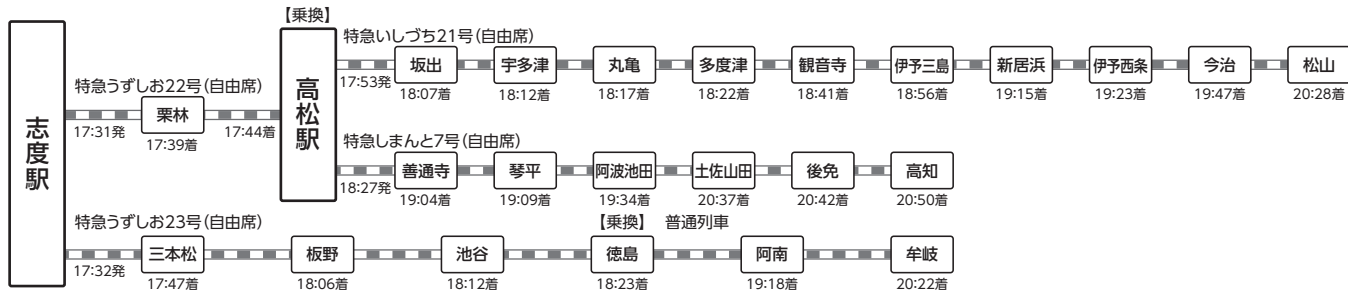 【乗換】
特急いしづち21号(自由席)
坂出 宇多津 丸亀 多度津 観音寺 伊予三島 新居浜 伊予西条 今治 松山
17:53発 18:07着 18:12着 18:17着 18:22着 18:41着 18:56着 19:15着 19:23着 19:47着 20:28着
特急うずしお22号(自由席)
栗林
17:31発 17:39着 17:44着
高松駅
志度駅
特急しまんと7号(自由席)
善通寺 琴平 阿波池田 土佐山田 後免 高知
18:27発 19:04着 19:09着 19:34着 20:37着 20:42着 20:50着
特急うずしお23号(自由席) 【乗換】 普通列車
三本松 板野 池谷 徳島 阿南 牟岐
17:32発 17:47着 18:06着 18:12着 18:23着 19:18着 20:22着